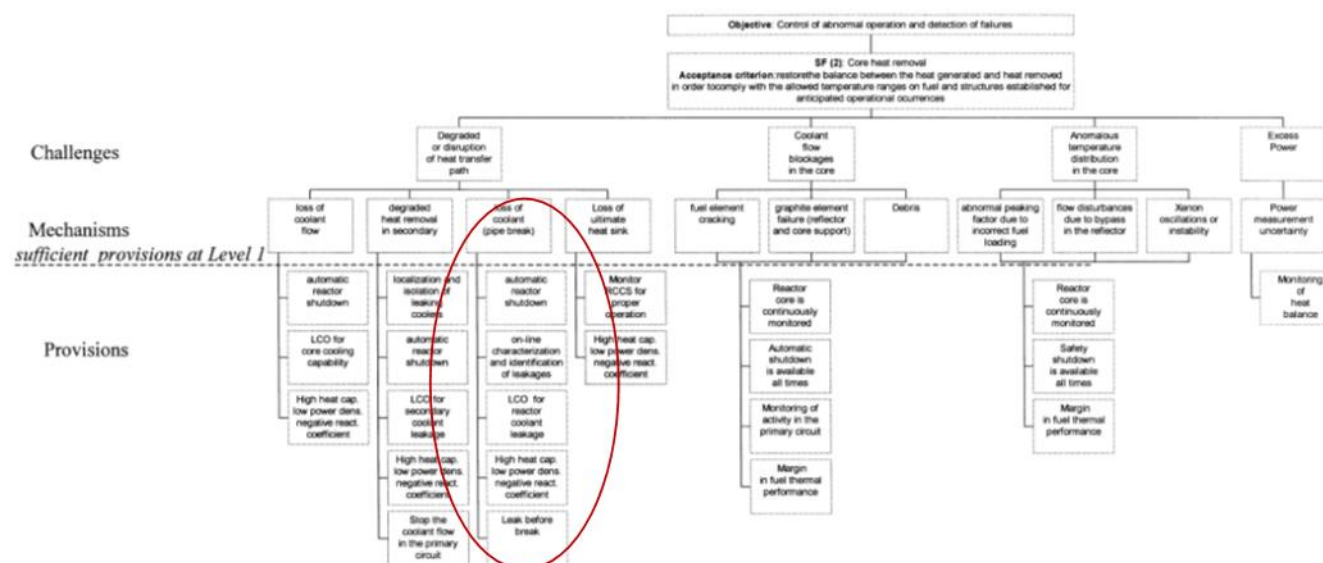 Objective: Control of abnormal operation and detection of failures
SF (2): Core heat removal
Acceptance criterion:restorethe balance between the heat generated and heat removed
in order tocomply with the allowed temperature ranges on fuel and structures established for
anticipated operational ocurrences
Challenges
Degraded
or disruption
of heat transfer
path
Coolant
flow
blockages
in the core
Anomalous
temperature
distribution
in the core
Excess
Power
Mechanisms
loss of
coolant
flow
degraded
heat removal
in secondary
loss of
coolant
(pipe break)
Loss of
ultimate
heat sink
fuel element
cracking
graphite element
failure (reflector
and core support)
Debris
abnormal peaking
factor due to
incorrect fuel
loading
flow disturbances
due to bypass
in the reflector
Xenon
oscillations or
instability
Power
measurement
uncertainty
sufficient provisions at Level 1
Provisions
automatic
reactor
shutdown
LCO for
core cooling
capability
High heat cap.
low power dens.
negative react.
coefficient
localization and
isolation of
leaking
coolers
automatic
reactor
shutdown
LCO for
secondary
coolant
leakage
High heat cap.
low power dens.
negative react.
coefficient
Stop the
coolant flow
in the primary
circuit
automatic
reactor
shutdown
on-line
characterization
and identification
of leakages
LCO for
reactor
coolant
leakage
High heat cap.
low power dens.
negative react.
coefficient
Leak before
break
Monitor
RCCS for
proper
operation
High heat cap.
low power dens.
negative react.
coefficient
Reactor
core is
continuously
monitored
Automatic
shutdown
is available
all times
Monitoring of
activity in the
primary circuit
Margin
in fuel thermal
performance
Reactor
core is
continuously
monitored
Safety
shutdown
is available
all times
Margin
in fuel thermal
performance
Monitoring
of
heat
balance